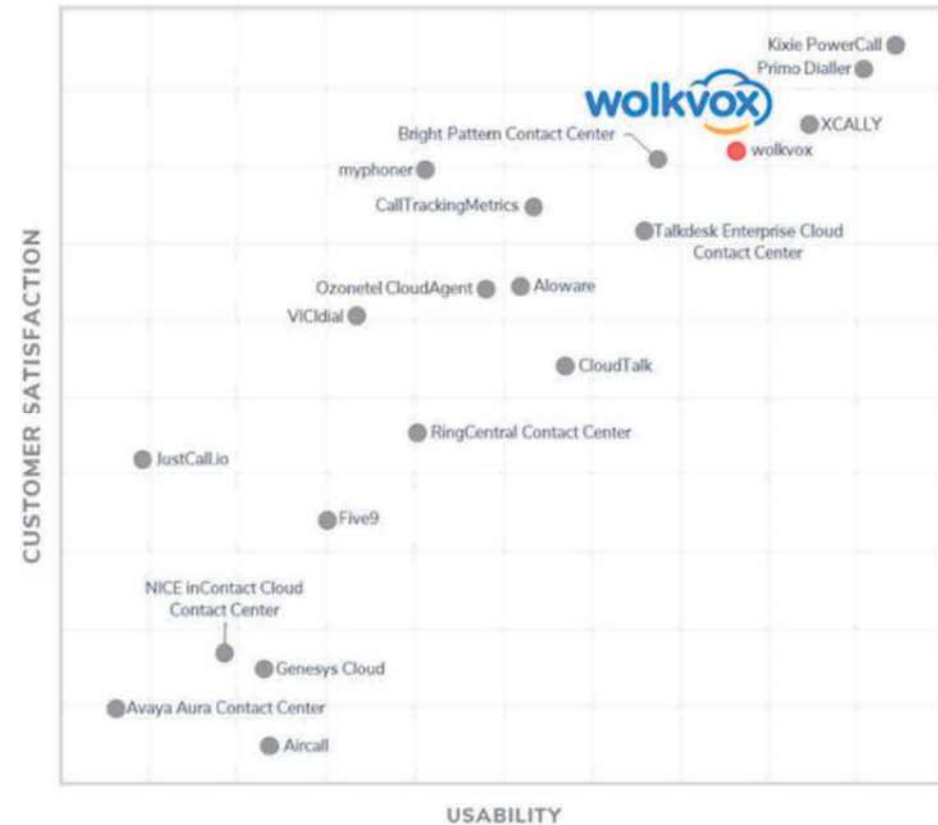 Kixie PowerCall
Primo Dialler
wolkvox
XCALLY
Bright Pattern Contact Center
wolkvox
myphoner
CallTrackingMetrics
Talkdesk Enterprise Cloud
Contact Center
Ozonetel CloudAgent
Aloware
VICIdial
CloudTalk
RingCentral Contact Center
JustCall.io
Five9
NICE inContact Cloud
Contact Center
Genesys Cloud
Avaya Aura Contact Center
Aircall
CUSTOMER SATISFACTION
USABILITY